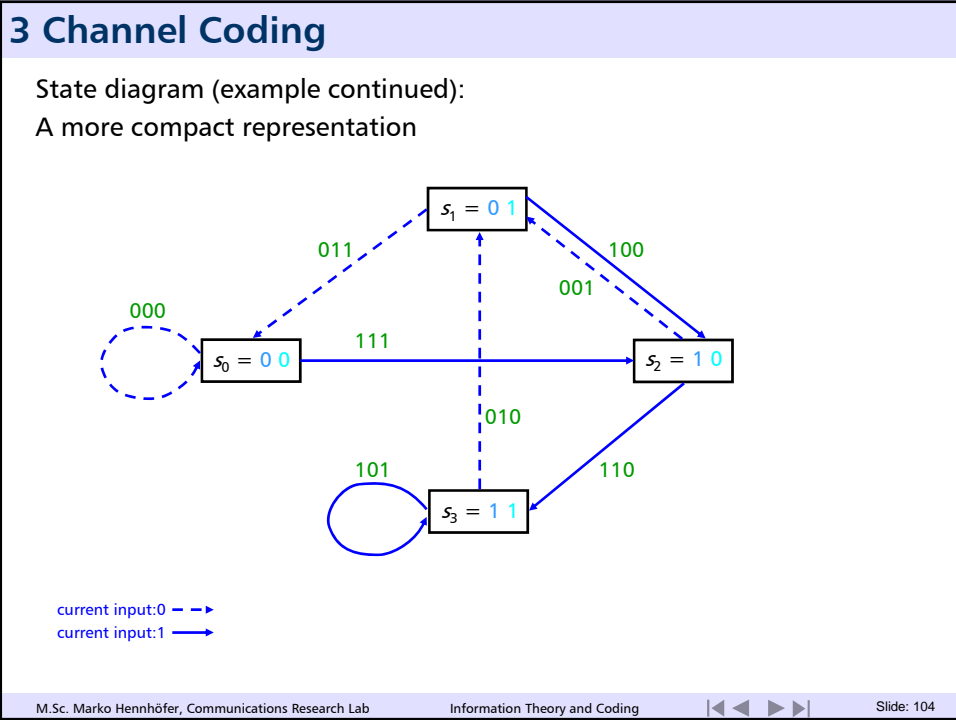 3 Channel Coding
State diagram (example continued):
A more compact representation
s1 = 0 1
011
100
001
000
111
s0 = 0 0
s2 = 1 0
010
101
110
s3 = 1 1
current input:0
current input:1
M.Sc. Marko Hennhöfer, Communications Research Lab Information Theory and Coding Slide: 104